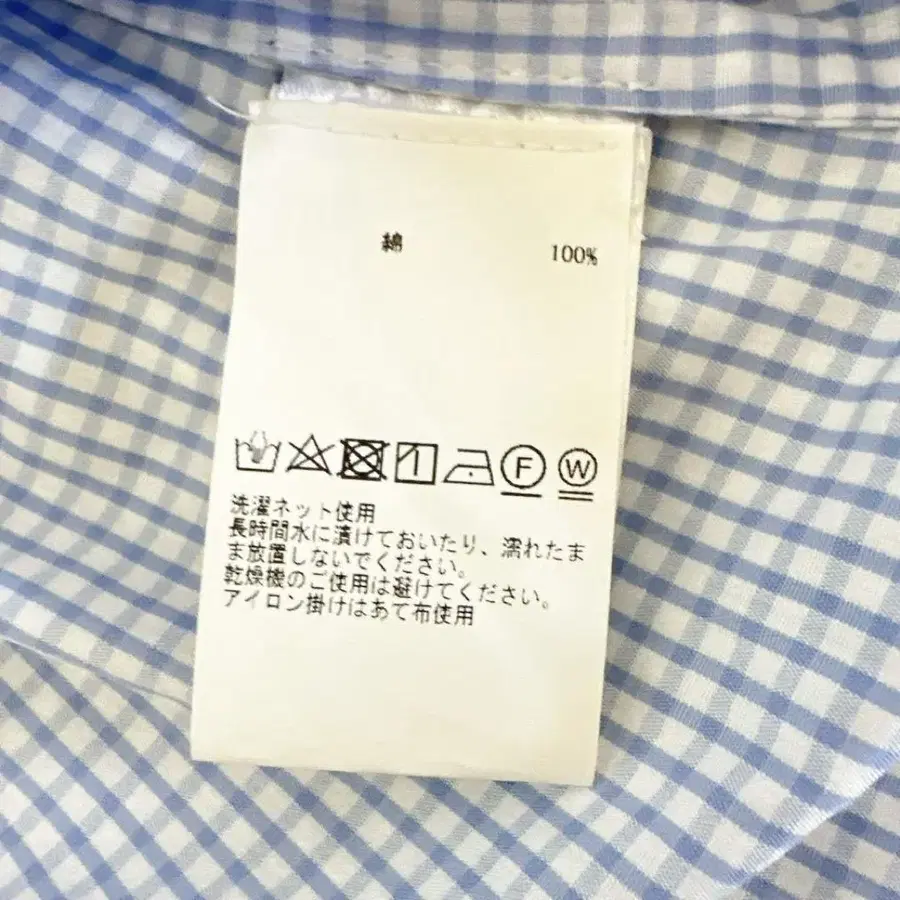 綿 100%
F W
洗濯ネット使用
長時間水に漬けておいたり、濡れたま
ま放置しないでください。
乾燥機のご使用は避けてください。
アイロン掛けはあて布使用